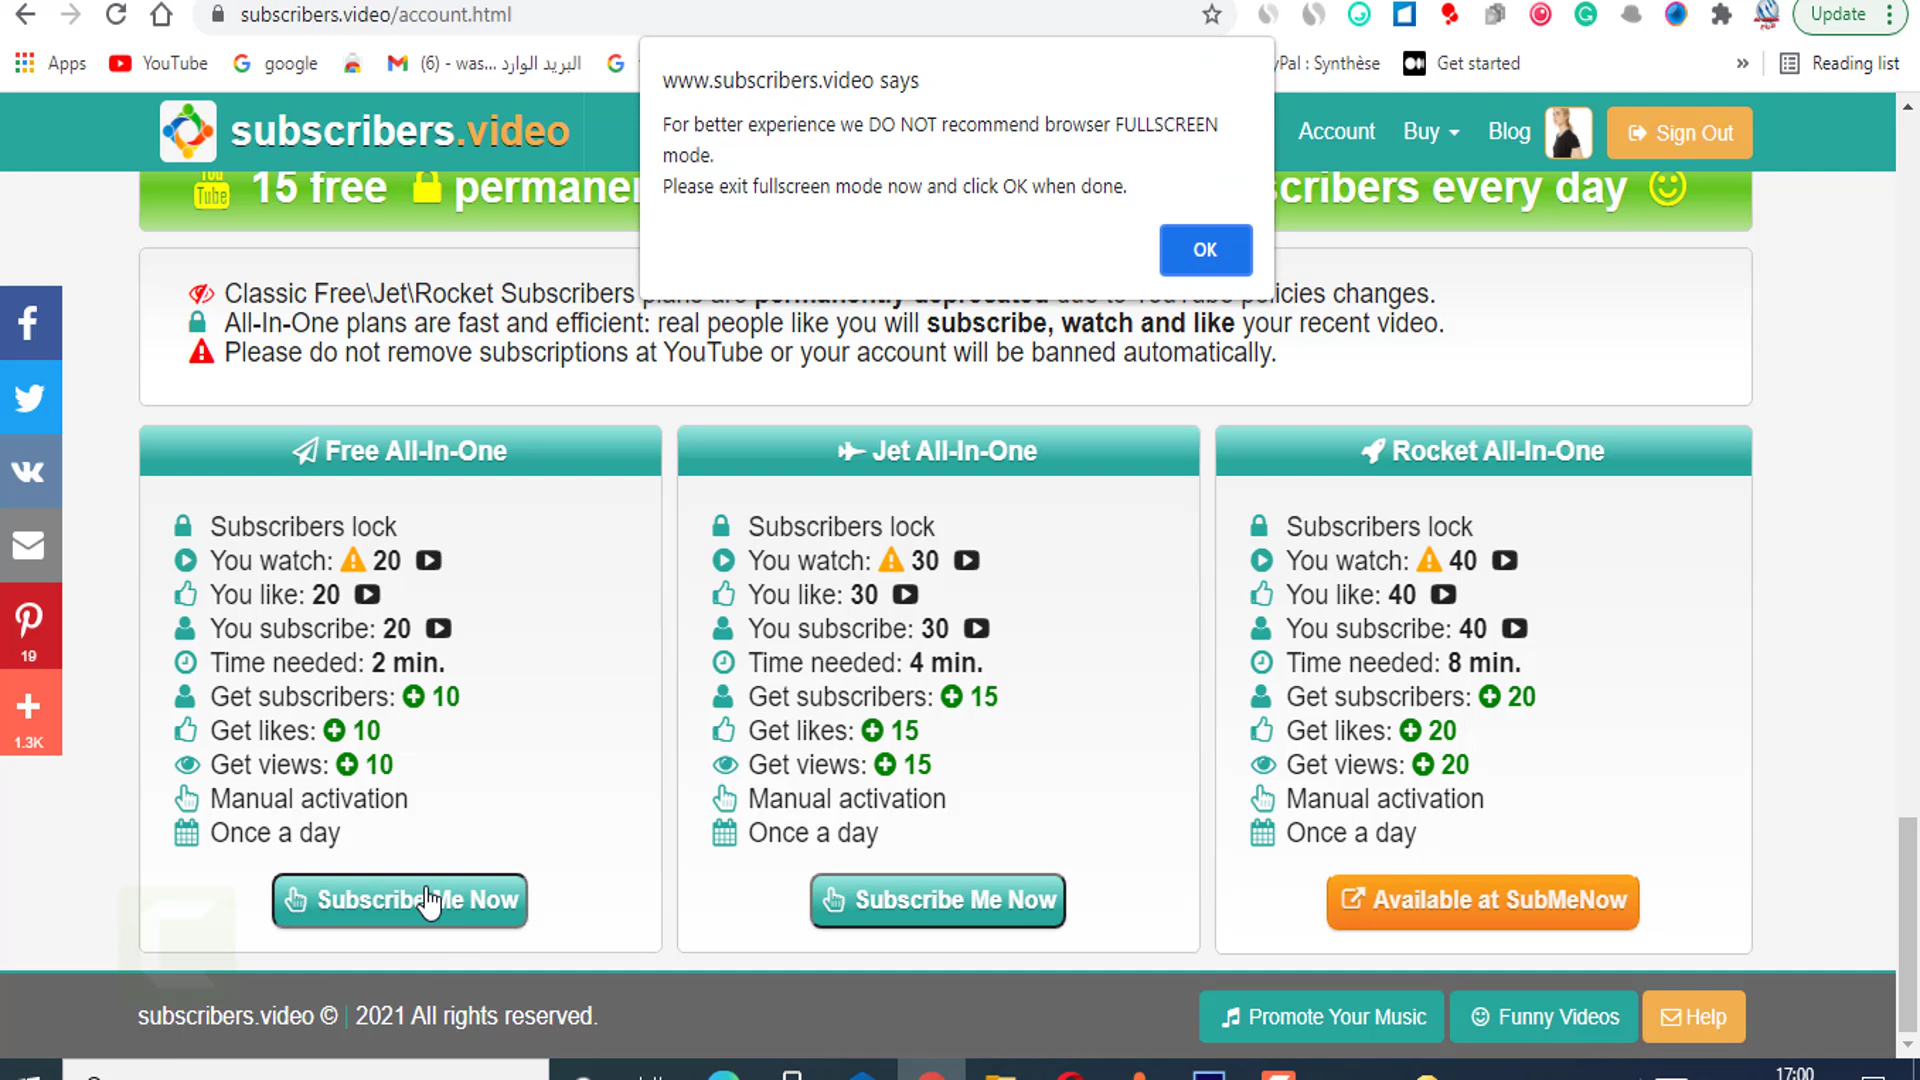 subscribers.video/account.html
Update
Apps YouTube google (6) - was... البريد الوارد Pal : Synthèse Get started » Reading list
www.subscribers.video says
For better experience we DO NOT recommend browser FULLSCREEN
mode.
Please exit fullscreen mode now and click OK when done.
OK
subscribers.video Account Buy Blog Sign Out
You Tube 15 free scribers every day
Classic Free\Jet\Rocket Subscribers plans are permanently deprecated due to YouTube policies changes.
All-In-One plans are fast and efficient: real people like you will subscribe, watch and like your recent video.
Please do not remove subscriptions at YouTube or your account will be banned automatically.
19
1.3K
Free All-In-One
Subscribers lock
You watch: 20
You like: 20
You subscribe: 20
Time needed: 2 min.
Get subscribers: 10
Get likes: 10
Get views: 10
Manual activation
Once a day
Subscribe Me Now
Jet All-In-One
Subscribers lock
You watch: 30
You like: 30
You subscribe: 30
Time needed: 4 min.
Get subscribers: 15
Get likes: 15
Get views: 15
Manual activation
Once a day
Subscribe Me Now
Rocket All-In-One
Subscribers lock
You watch: 40
You like: 40
You subscribe: 40
Time needed: 8 min.
Get subscribers: 20
Get likes: 20
Get views: 20
Manual activation
Once a day
Available at SubMeNow
subscribers.video © | 2021 All rights reserved.
Promote Your Music Funny Videos Help
17:00